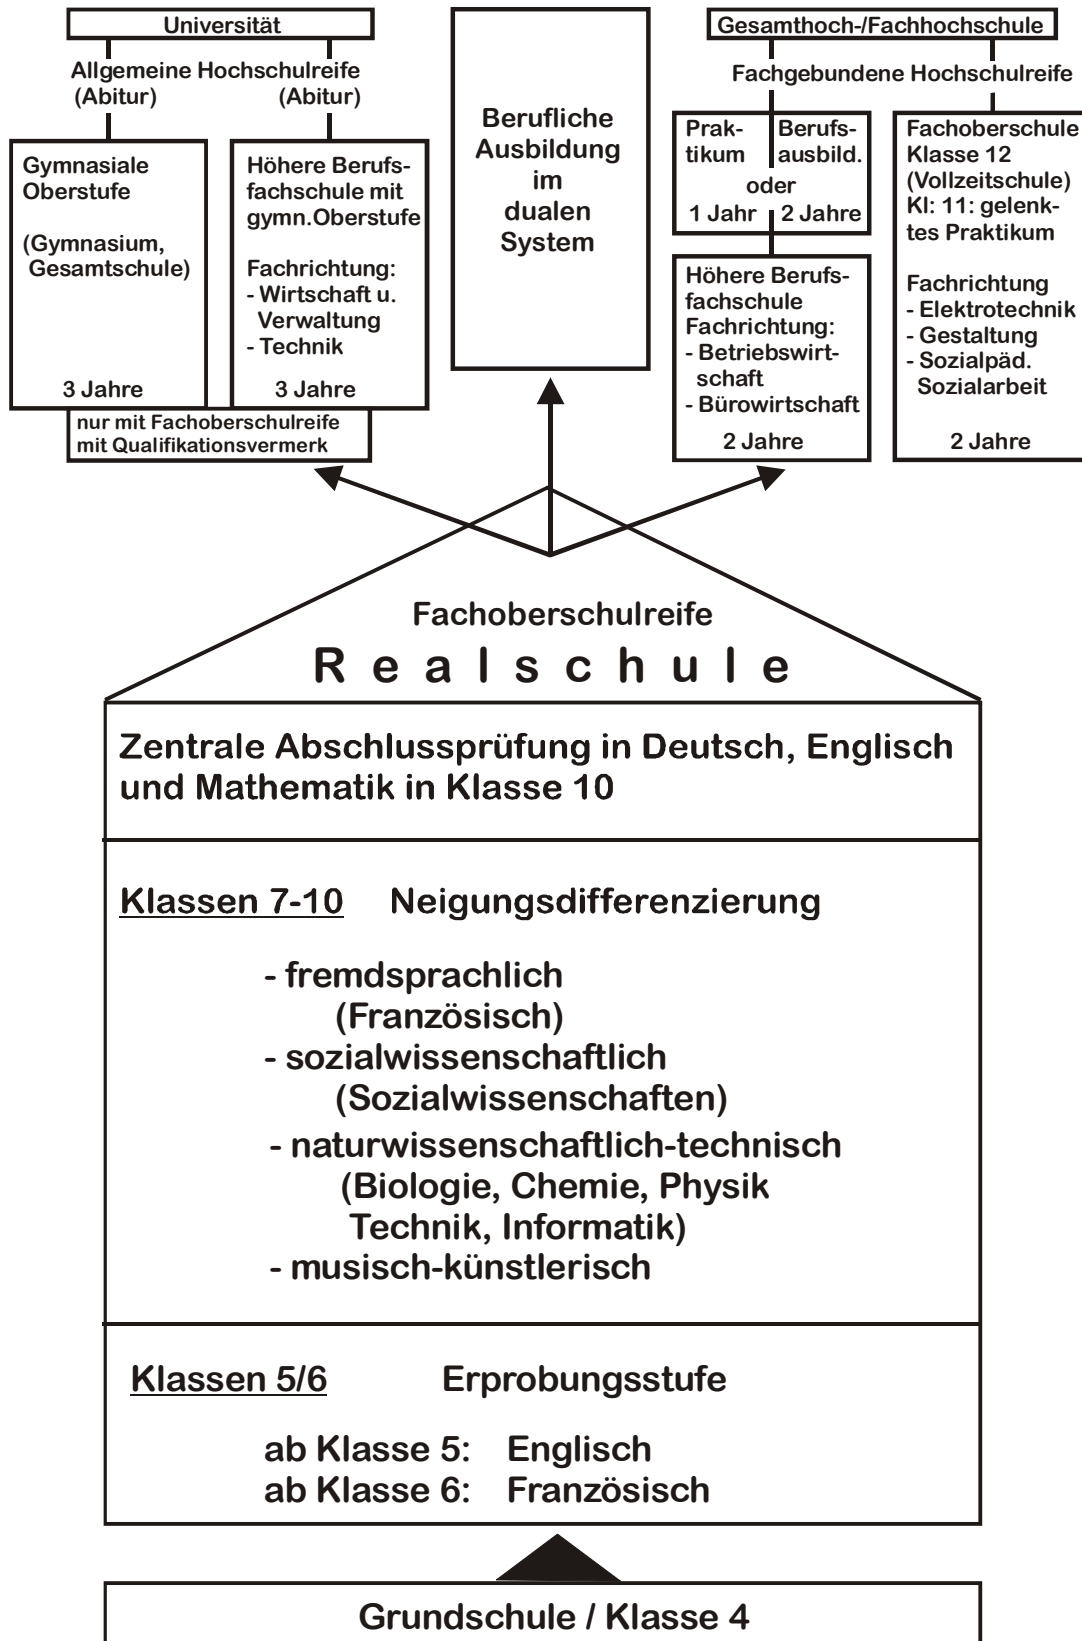 Universität
Allgemeine Hochschulreife
(Abitur) (Abitur)
Gymnasiale
Oberstufe
(Gymnasium,
Gesamtschule)
3 Jahre
Höhere Berufs-
fachschule mit
gymn.Oberstufe
Fachrichtung:
- Wirtschaft u.
Verwaltung
- Technik
3 Jahre
nur mit Fachoberschulreife
mit Qualifikationsvermerk
Berufliche
Ausbildung
im
dualen
System
Gesamthoch-/Fachhochschule
Fachgebundene Hochschulreife
Prak- Berufs-
tikum ausbild.
oder
1 Jahr 2 Jahre
Höhere Berufs-
fachschule
Fachrichtung:
- Betriebswirt-
schaft
- Bürowirtschaft
2 Jahre
Fachoberschule
Klasse 12
(Vollzeitschule)
Kl: 11: gelenk-
tes Praktikum
Fachrichtung
- Elektrotechnik
- Gestaltung
- Sozialpäd.
Sozialarbeit
2 Jahre
Fachoberschulreife
Realschule
Zentrale Abschlussprüfung in Deutsch, Englisch
und Mathematik in Klasse 10
Klassen 7-10 Neigungsdifferenzierung
- fremdsprachlich
(Französisch)
- sozialwissenschaftlich
(Sozialwissenschaften)
- naturwissenschaftlich-technisch
(Biologie, Chemie, Physik
Technik, Informatik)
- musisch-künstlerisch
Klassen 5/6 Erprobungsstufe
ab Klasse 5: Englisch
ab Klasse 6: Französisch
Grundschule / Klasse 4